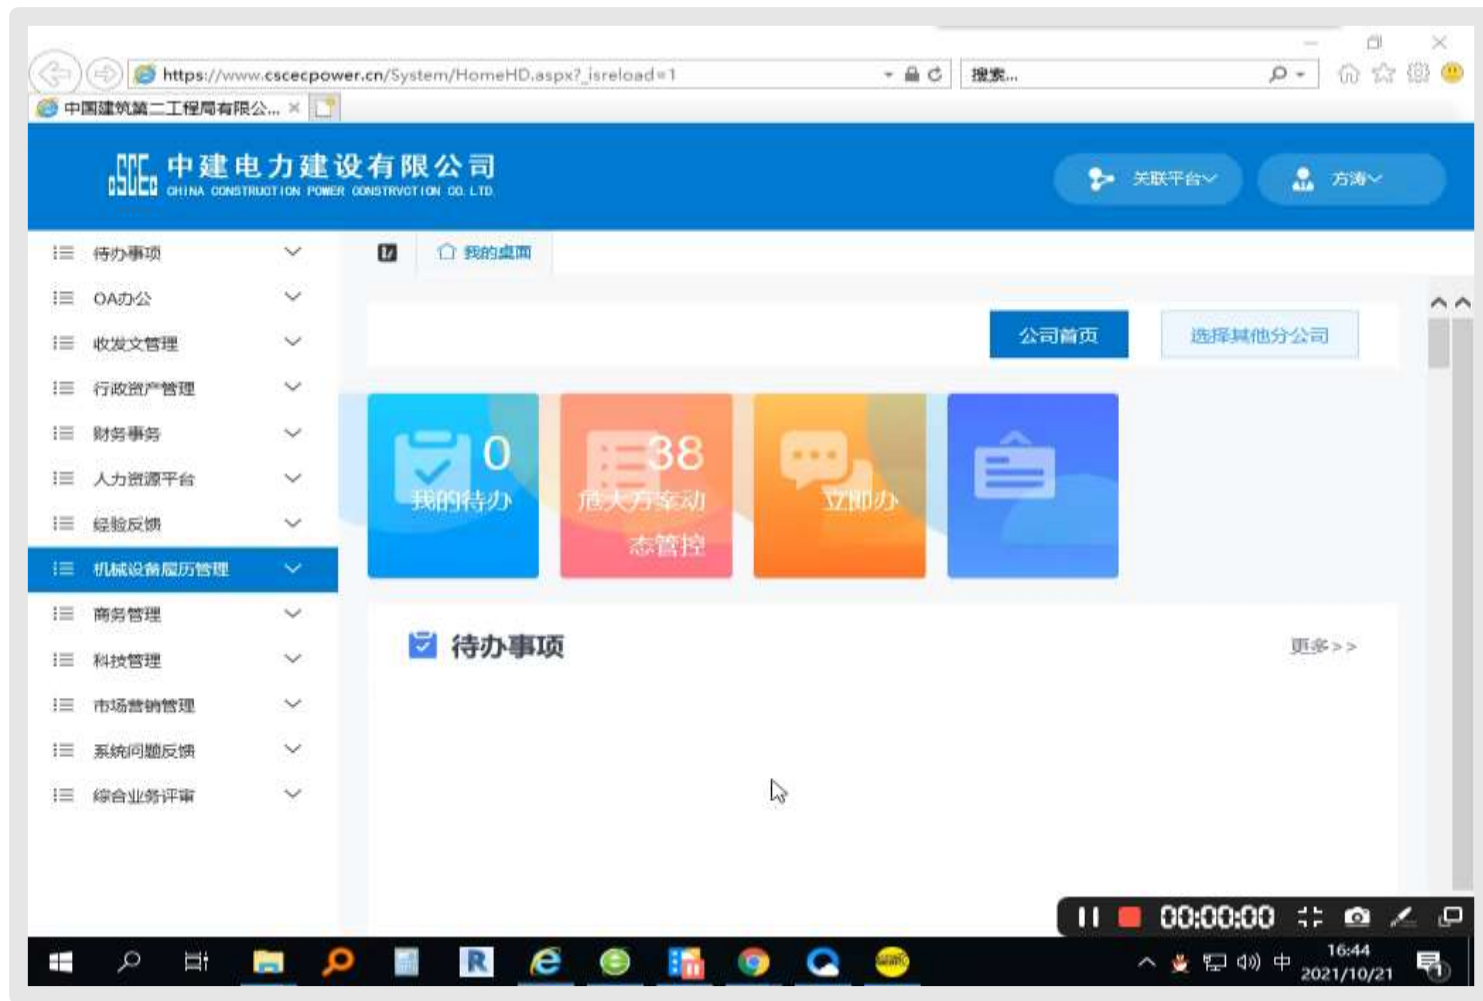 https://www.cscecpower.cn/System/HomeHD.aspx?_isreload=1
搜索...
中国建筑第二工程局有限公...
中建电力建设有限公司
CHINA CONSTRUCTION POWER CONSTRVCTION CO. LTD.
关联平台
方涛
待办事项
我的桌面
OA办公
公司首页
选择其他分公司
收发文管理
行政资产管理
财务事务
人力资源平台
经验反馈
机械设备履历管理
商务管理
科技管理
市场营销管理
系统问题反馈
综合业务评审
0
我的待办
38
危大方案动
态管控
立即办
待办事项
更多>>
00:00:00
中
16:44
2021/10/21